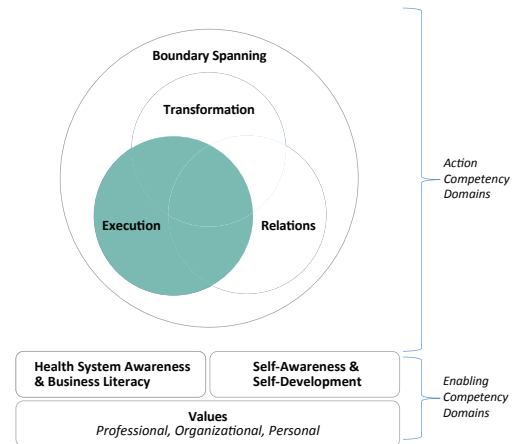 Boundary Spanning
Transformation
Action
Competency
Domains
Execution
Relations
Health System Awareness
& Business Literacy
Self-Awareness &
Self-Development
Enabling
Competency
Domains
Values
Professional, Organizational, Personal